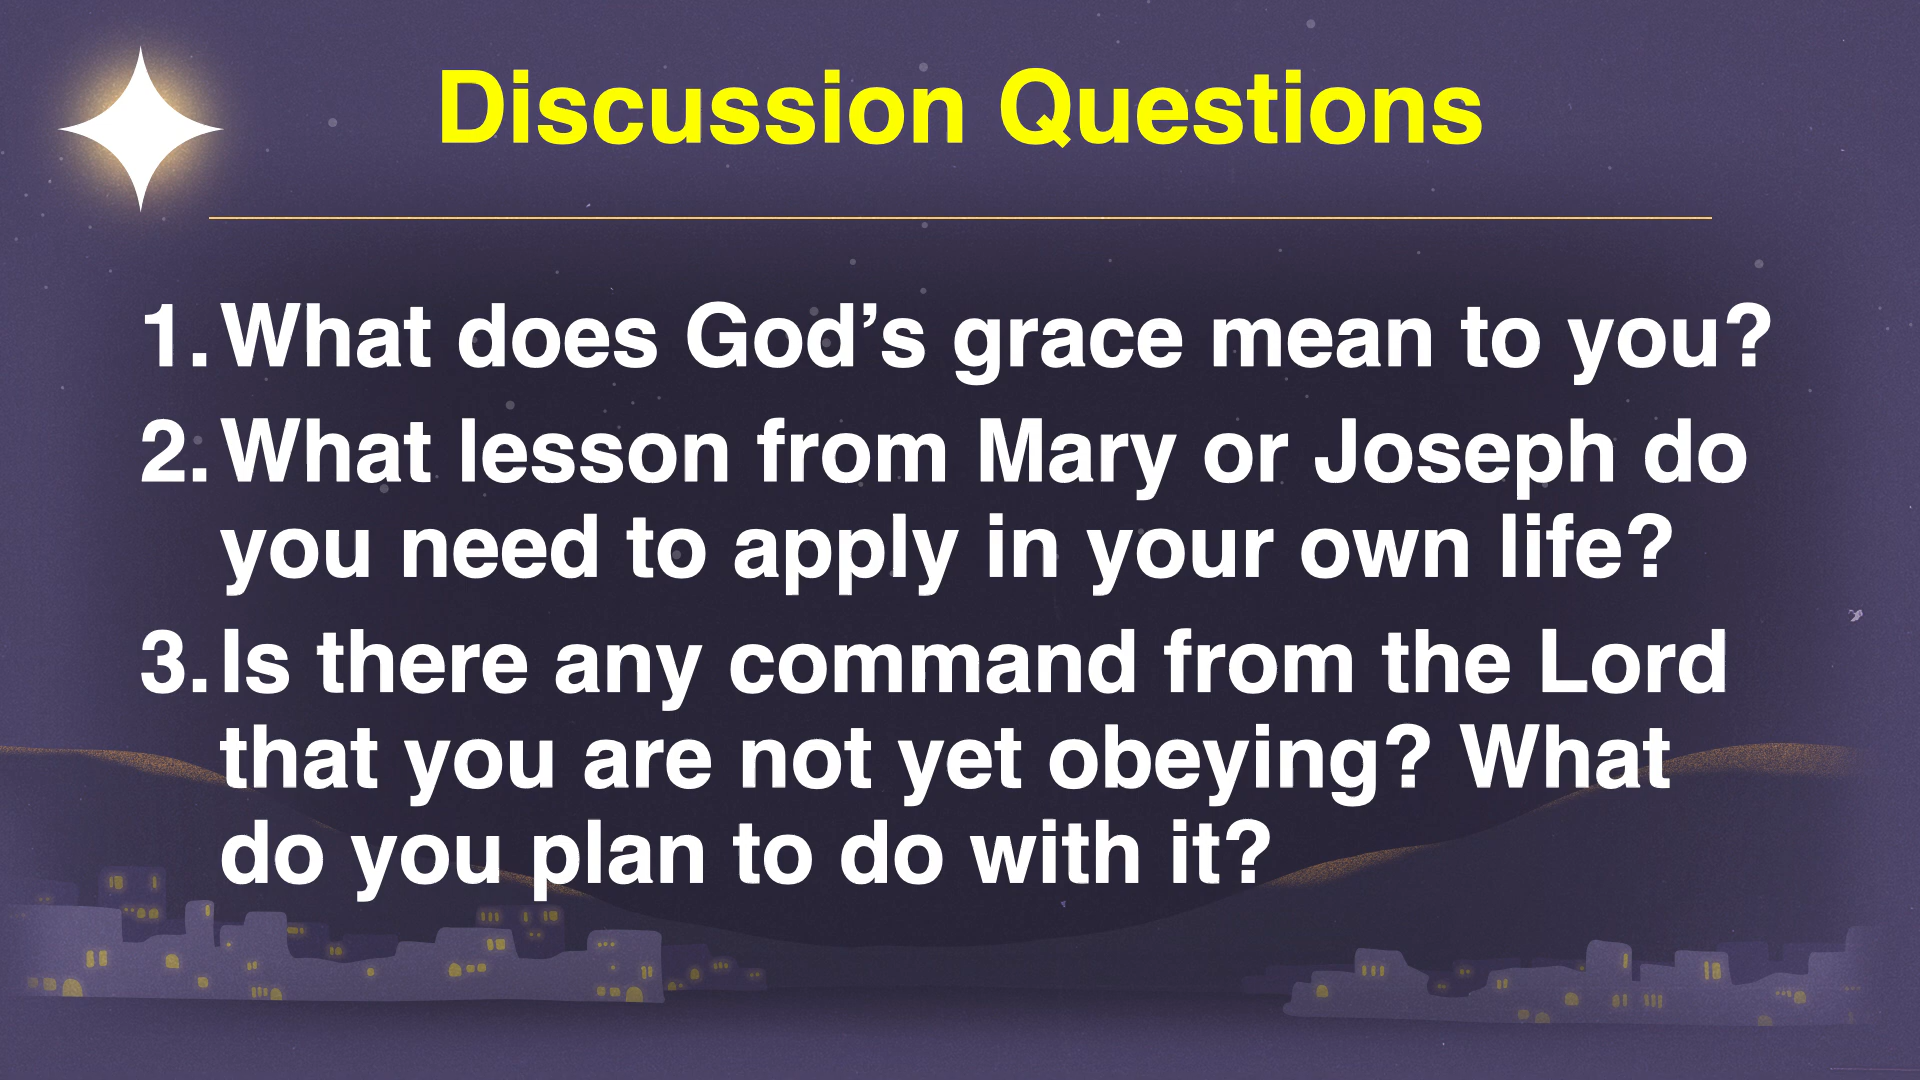 Discussion Questions
1. What does God’s grace mean to you?
2. What lesson from Mary or Joseph do
you need to apply in your own life?
3. Is there any command from the Lord
that you are not yet obeying? What
do you plan to do with it?